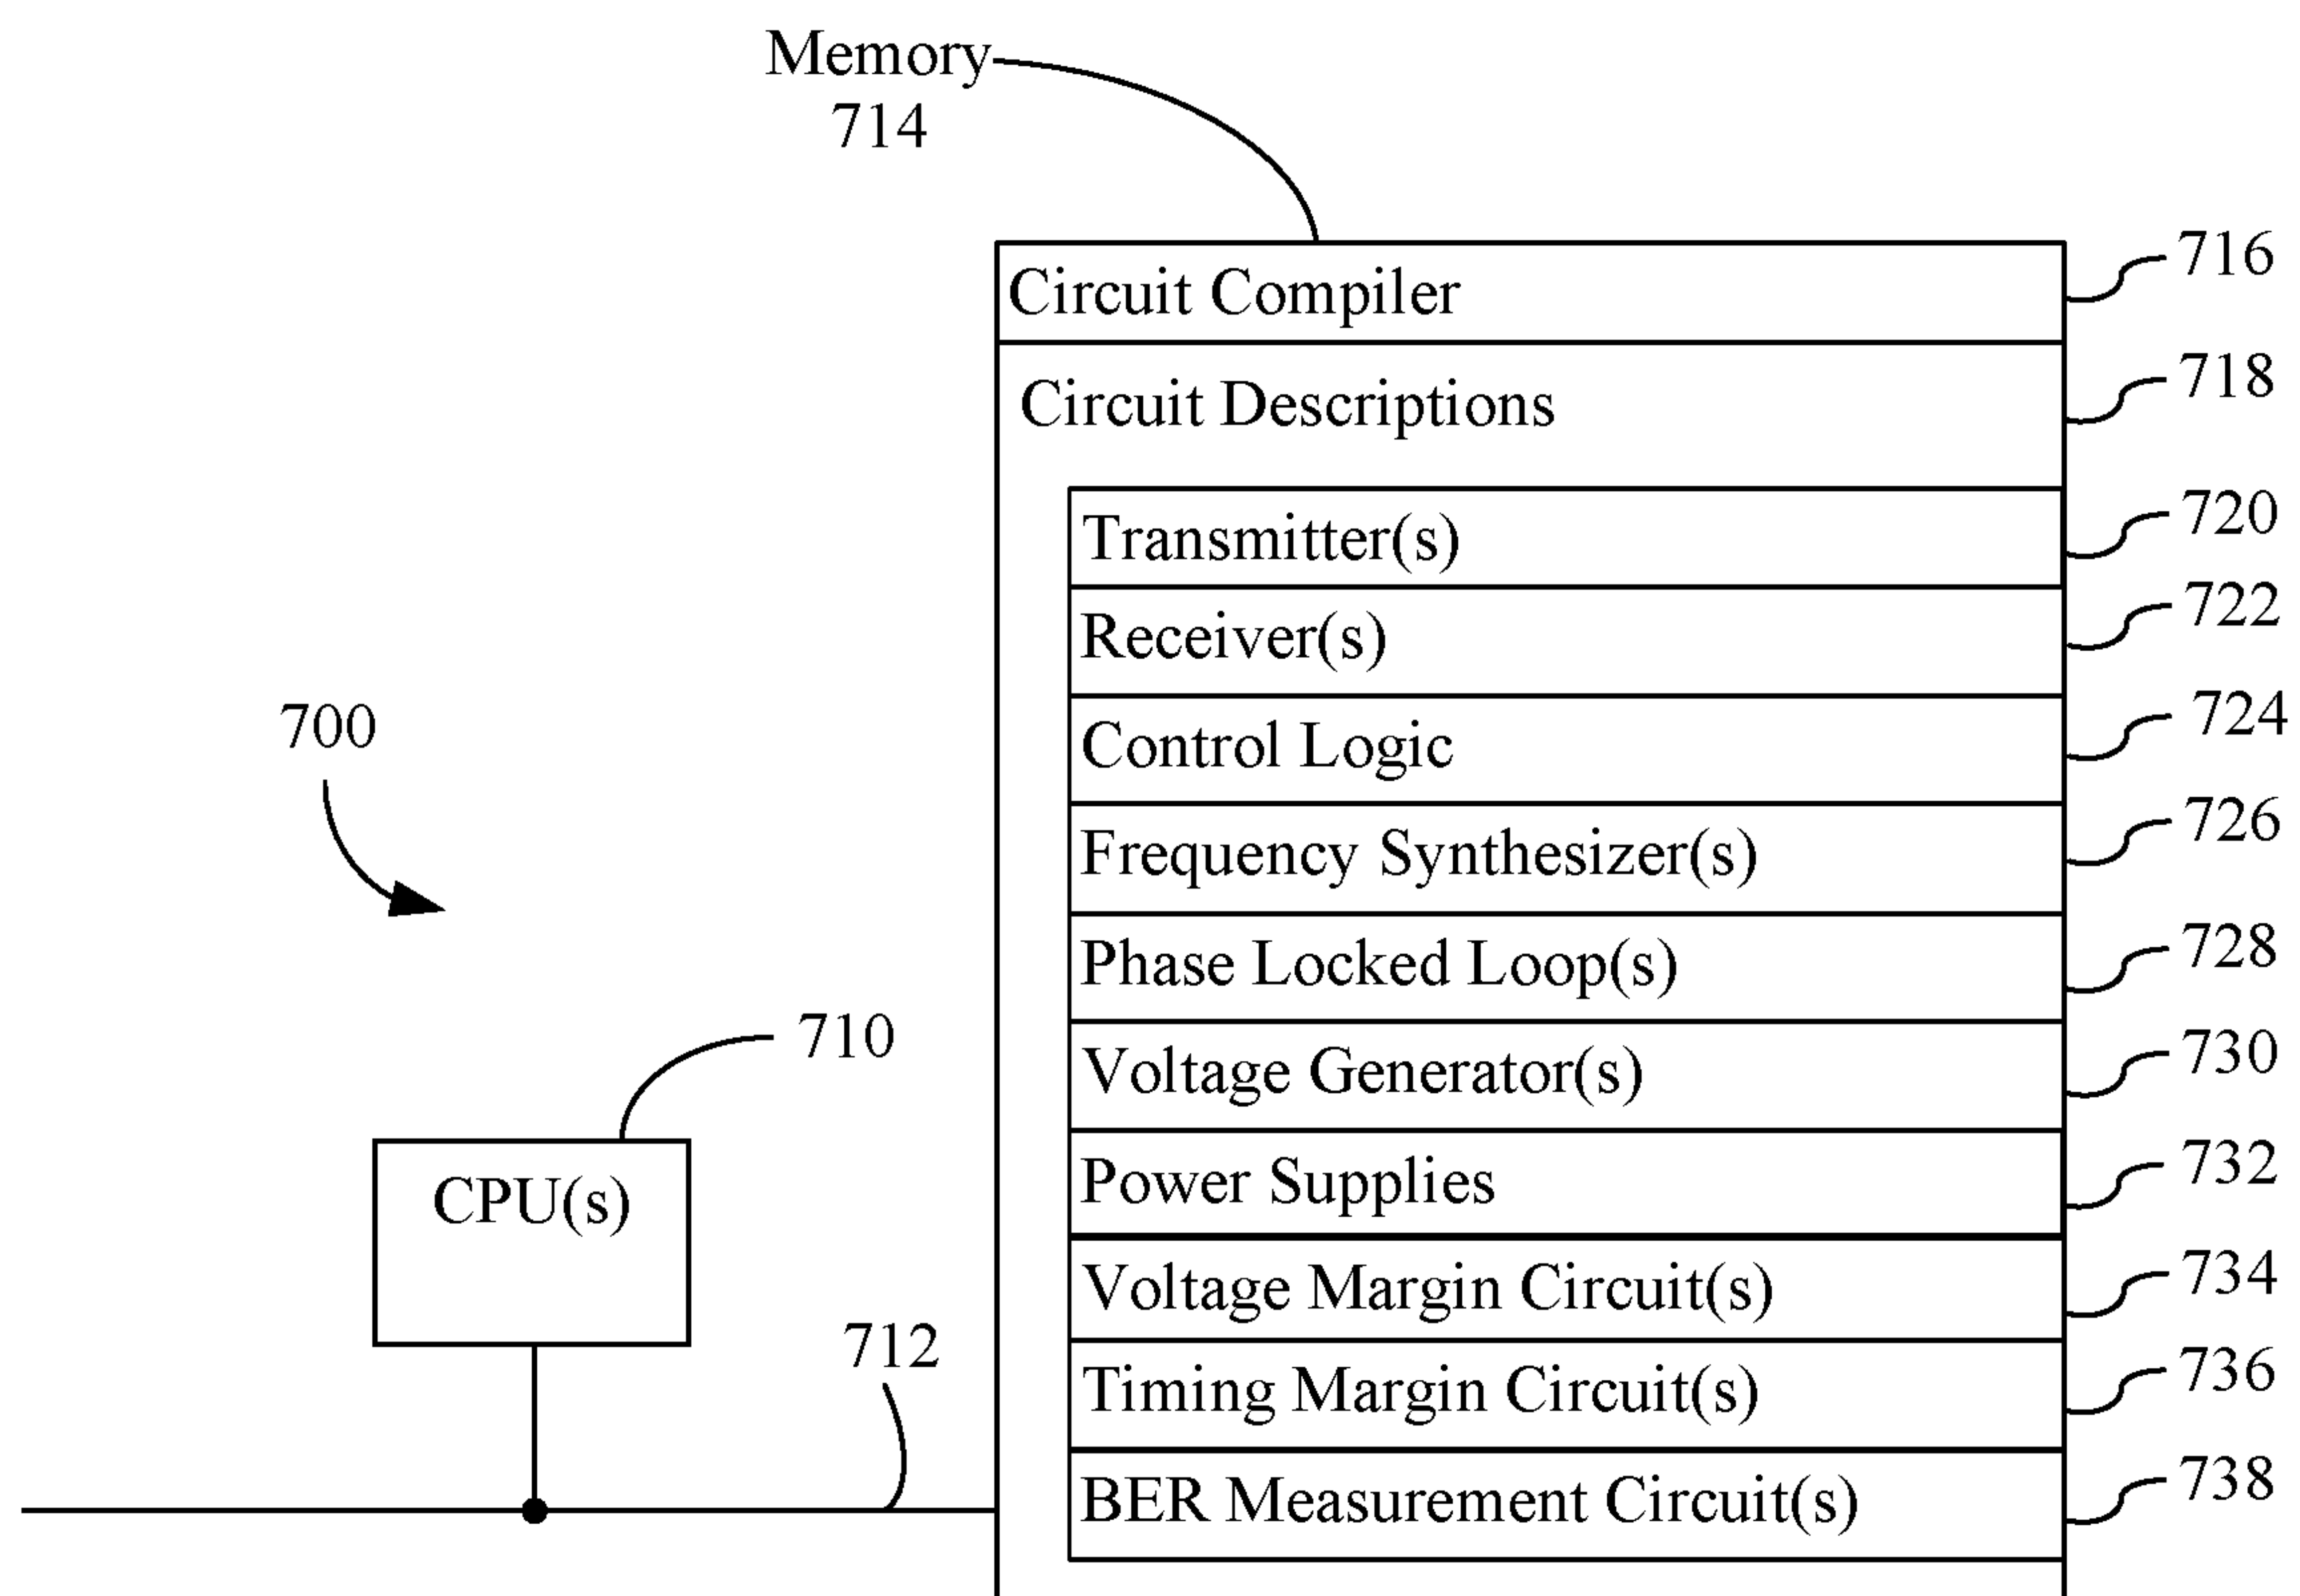 Memory
714
Circuit Compiler
716
Circuit Descriptions
718
Transmitter(s)
720
Receiver(s)
722
Control Logic
724
700
Frequency Synthesizer(s)
726
Phase Locked Loop(s)
728
710
Voltage Generator(s)
730
CPU(s)
Power Supplies
732
Voltage Margin Circuit(s)
734
712
Timing Margin Circuit(s)
736
BER Measurement Circuit(s)
738